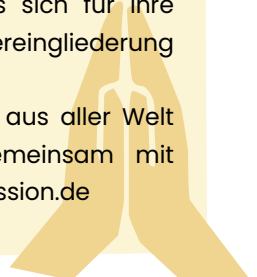 sich für ihre
ereingliederung
aus aller Welt
emeinsam mit
ssion.de